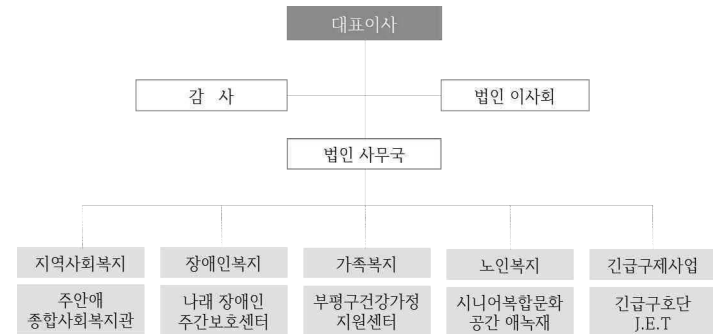 대표이사
감 사
법인 이사회
법인 사무국
지역사회복지
장애인복지
가족복지
노인복지
긴급구제사업
주안애
종합사회복지관
나래 장애인
주간보호센터
부평구건강가정
지원센터
시니어복합문화
공간 애녹재
긴급구호단
J.E.T